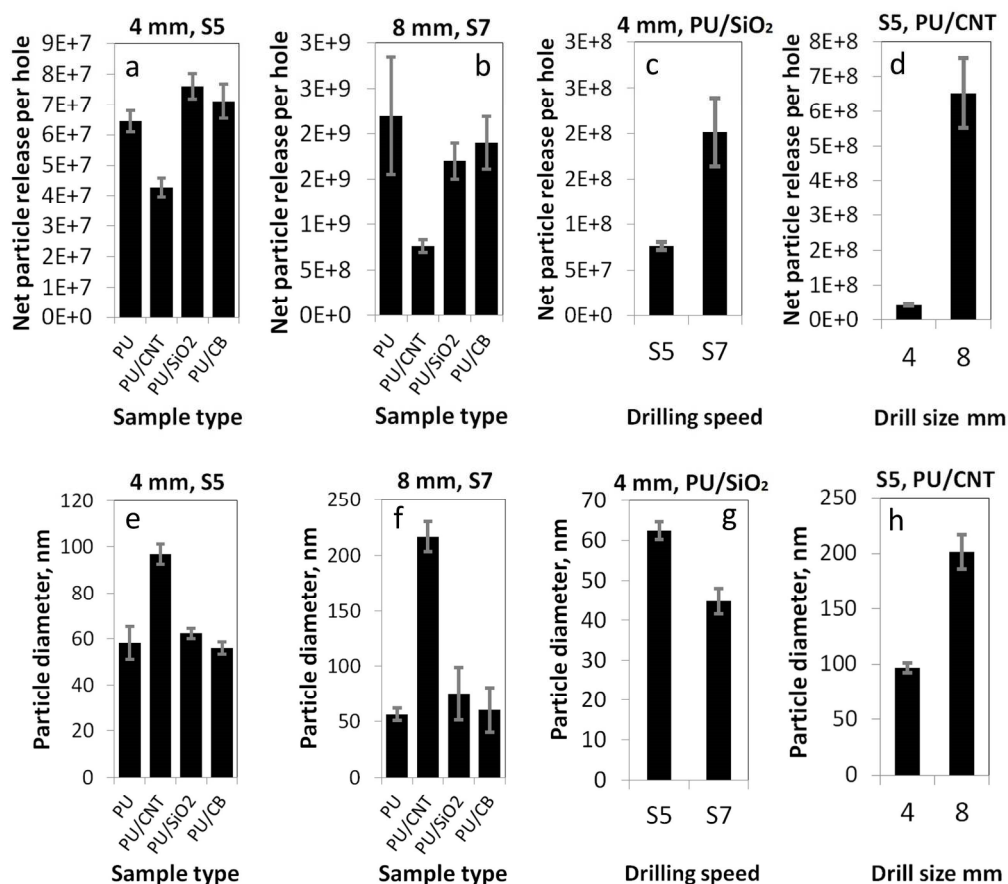 4 mm, S5
a
Net particle release per hole
9E+7
8E+7
7E+7
6E+7
5E+7
4E+7
3E+7
2E+7
1E+7
0E+0
PU
PU/CNT
PU/SiO2
PU/CB
Sample type
8 mm, S7
b
Net particle release per hole
3E+9
3E+9
2E+9
2E+9
1E+9
5E+8
0E+0
PU
PU/CNT
PU/SiO2
PU/CB
Sample type
4 mm, PU/SiO₂
c
Net particle release per hole
3E+8
3E+8
2E+8
2E+8
1E+8
5E+7
0E+0
S5 S7
Drilling speed
S5, PU/CNT
d
Net particle release per hole
8E+8
7E+8
6E+8
5E+8
4E+8
3E+8
2E+8
1E+8
0E+0
4 8
Drill size mm
4 mm, S5
e
Particle diameter, nm
120
100
80
60
40
20
0
PU
PU/CNT
PU/SiO2
PU/CB
Sample type
8 mm, S7
f
Particle diameter, nm
250
200
150
100
50
0
PU
PU/CNT
PU/SiO2
PU/CB
Sample type
4 mm, PU/SiO₂
g
Particle diameter, nm
70
60
50
40
30
20
10
0
S5 S7
Drilling speed
S5, PU/CNT
h
Particle diameter, nm
250
200
150
100
50
0
4 8
Drill size mm